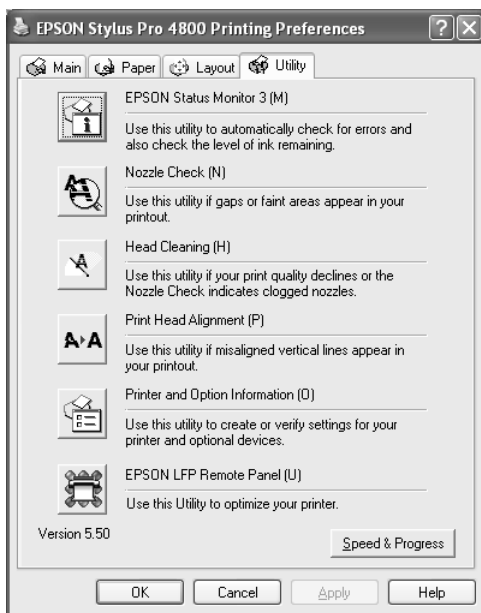 EPSON Stylus Pro 4800 Printing Preferences
Main Paper Layout Utility
EPSON Status Monitor 3 (M)
Use this utility to automatically check for errors and
also check the level of ink remaining.
Nozzle Check (N)
Use this utility if gaps or faint areas appear in your
printout.
Head Cleaning (H)
Use this utility if your print quality declines or the
Nozzle Check indicates clogged nozzles.
Print Head Alignment (P)
Use this utility if misaligned vertical lines appear in
your printout.
Printer and Option Information (O)
Use this utility to create or verify settings for your
printer and optional devices.
EPSON LFP Remote Panel (U)
Use this Utility to optimize your printer.
Version 5.50
Speed & Progress
OK Cancel Apply Help